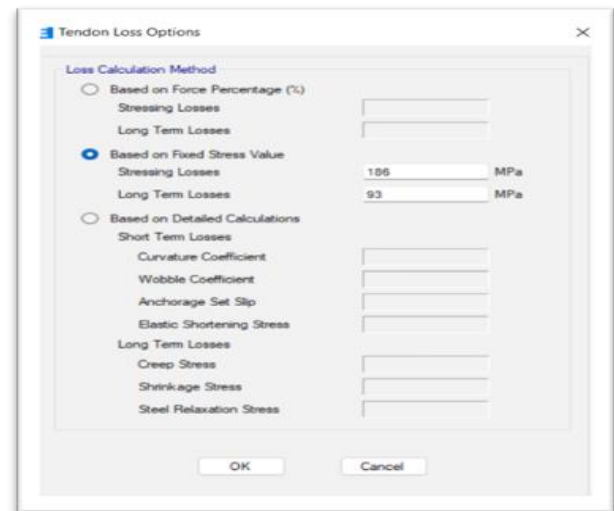 Tendon Loss Options
Loss Calculation Method
Based on Force Percentage (%)
Stressing Losses
Long Term Losses
Based on Fixed Stress Value
Stressing Losses 186 MPa
Long Term Losses 93 MPa
Based on Detailed Calculations
Short Term Losses
Curvature Coefficient
Wobble Coefficient
Anchorage Set Slip
Elastic Shortening Stress
Long Term Losses
Creep Stress
Shrinkage Stress
Steel Relaxation Stress
OK Cancel